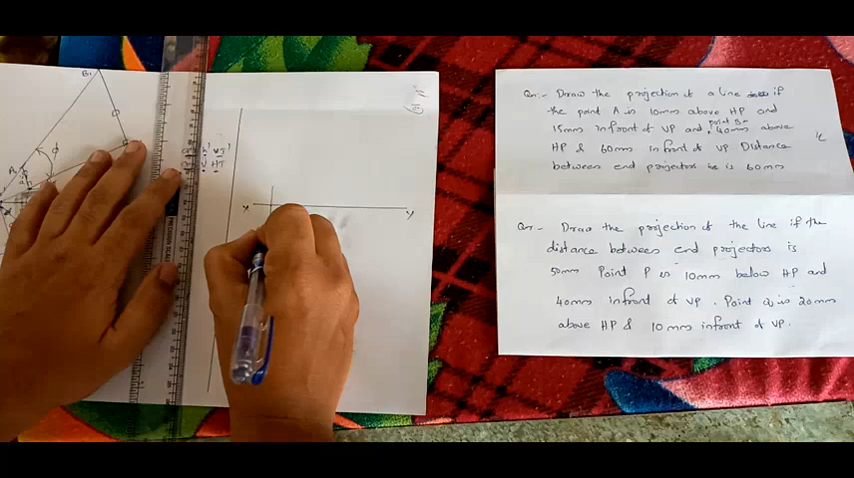 B1
A
φ
X
Y
Qn:- Draw the projection of a line if
the point A is 10mm above HP and
15mm infront of VP and point B is 40mm above
HP & 60mm infront of VP. Distance
between end projectors is 60mm
Qn:- Draw the projection of the line if the
distance between end projectors is
50mm Point P is 10mm below HP and
40mm infront of VP. Point Q is 20mm
above HP & 10mm infront of VP.